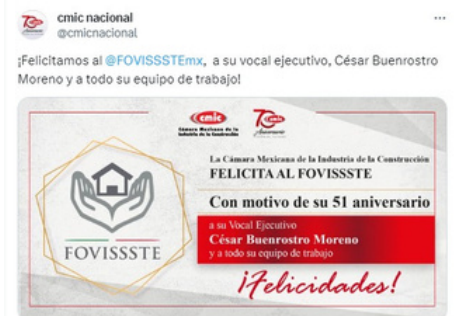 cmic nacional
@cmicnacional
¡Felicitamos al @FOVISSSTEmx, a su vocal ejecutivo, César Buenrostro
Moreno y a todo su equipo de trabajo!
cmic
Cámara Mexicana de la
Industria de la Construcción
70
Aniversario
cmic
La Cámara Mexicana de la Industria de la Construcción
FELICITA AL FOVISSSTE
Con motivo de su 51 aniversario
a su Vocal Ejecutivo
César Buenrostro Moreno
y a todo su equipo de trabajo
¡Felicidades!
FOVISSSTE